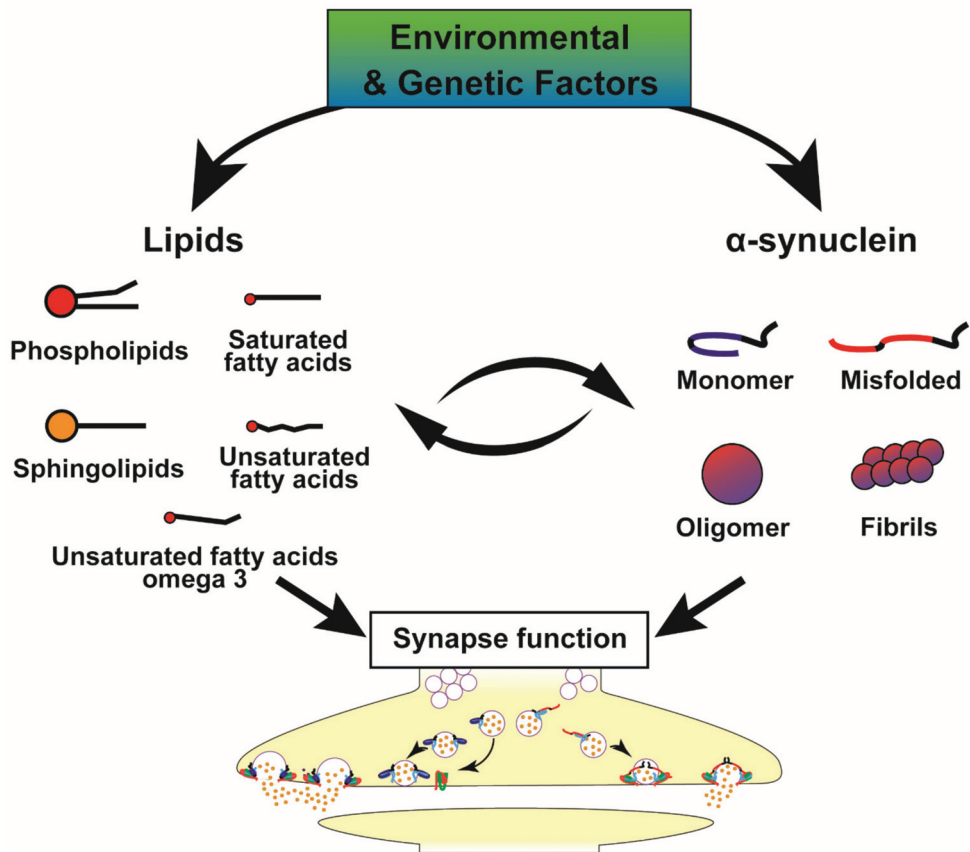 Environmental
& Genetic Factors
Lipids
α-synuclein
Phospholipids
Saturated
fatty acids
Monomer
Misfolded
Sphingolipids
Unsaturated
fatty acids
Oligomer
Fibrils
Unsaturated fatty acids
omega 3
Synapse function